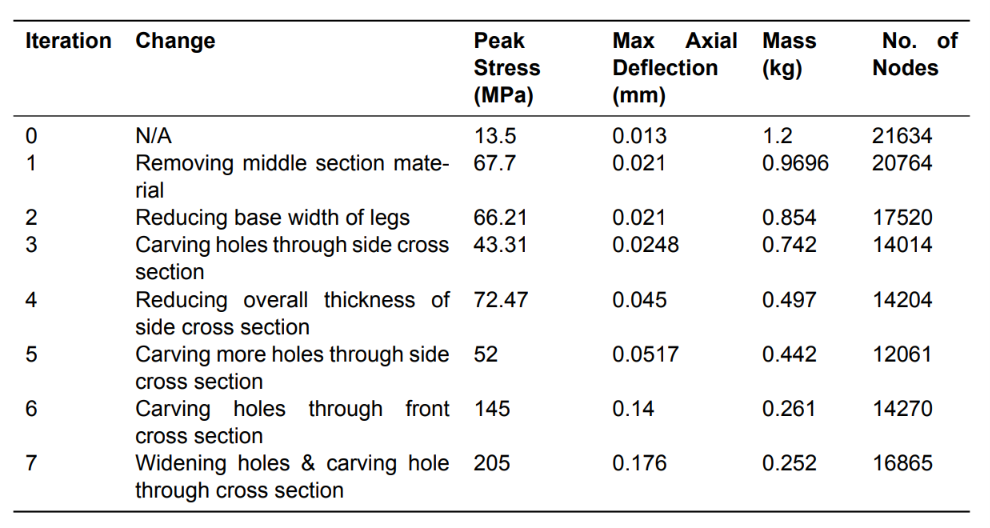 Iteration Change Peak Stress (MPa) Max Axial Deflection (mm) Mass (kg) No. of Nodes
0 N/A 13.5 0.013 1.2 21634
1 Removing middle section mate- 67.7 0.021 0.9696 20764
rial
2 Reducing base width of legs 66.21 0.021 0.854 17520
3 Carving holes through side cross 43.31 0.0248 0.742 14014
section
4 Reducing overall thickness of 72.47 0.045 0.497 14204
side cross section
5 Carving more holes through side 52 0.0517 0.442 12061
cross section
6 Carving holes through front 145 0.14 0.261 14270
cross section
7 Widening holes & carving hole 205 0.176 0.252 16865
through cross section